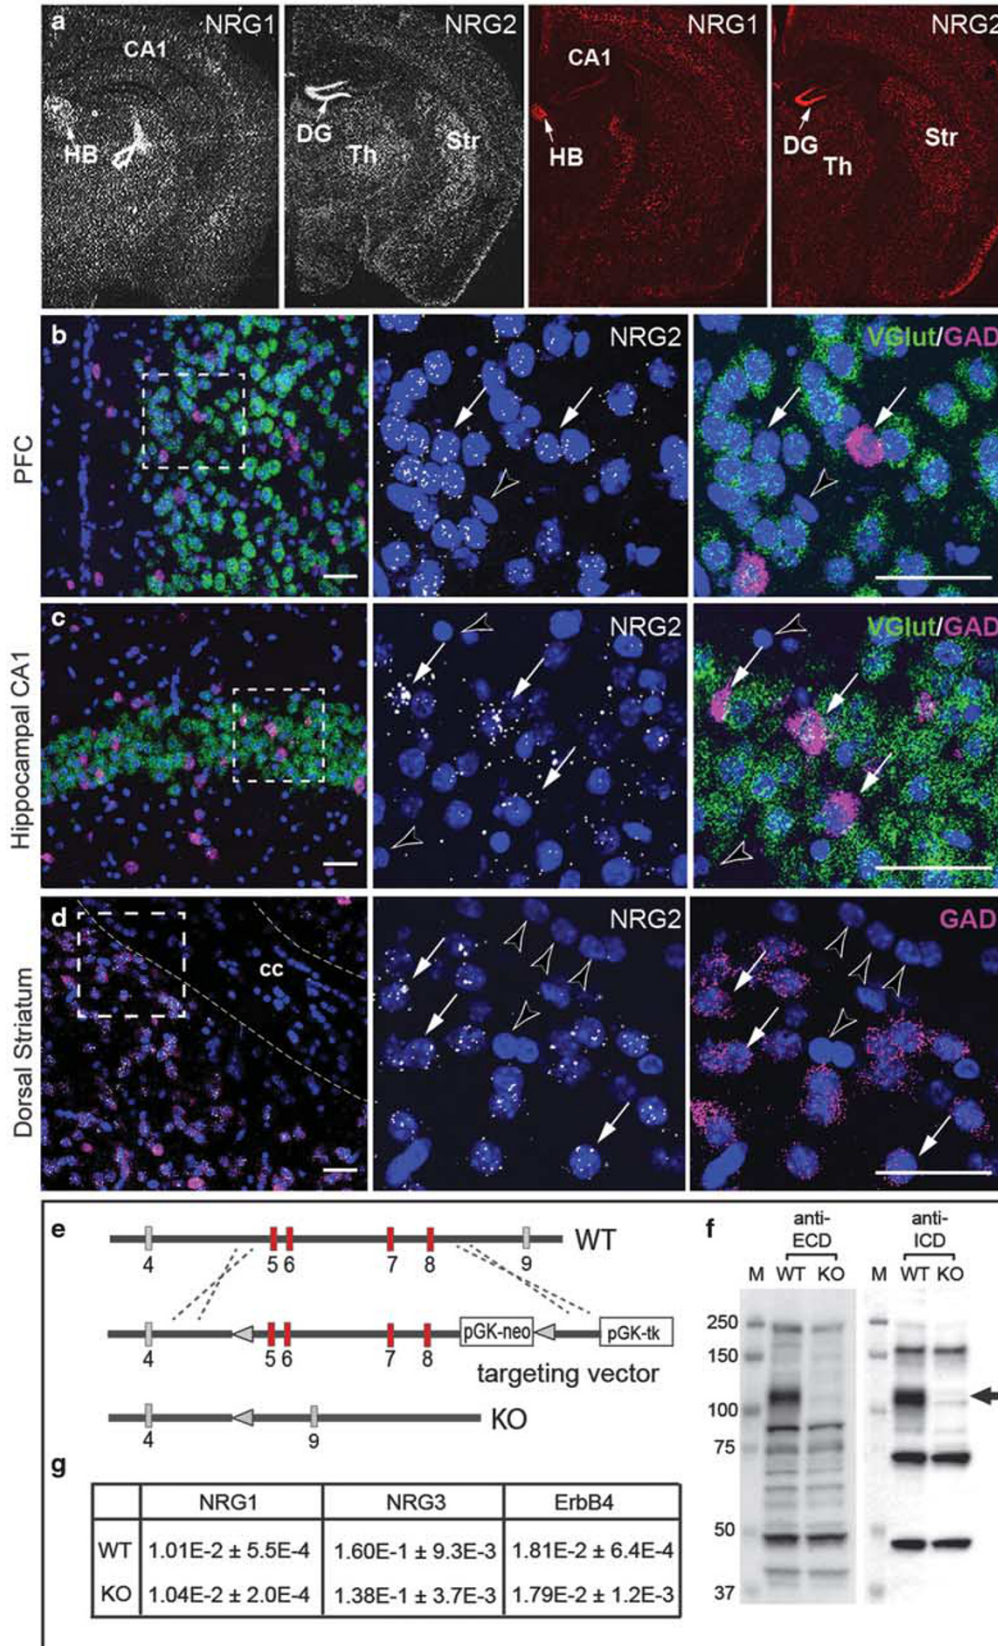 a
NRG1
NRG2
NRG1
NRG2
CA1
HB
DG
Th
Str
CA1
HB
DG
Th
Str
b
NRG2
VGlut/GAD
PFC
c
NRG2
VGlut/GAD
Hippocampal CA1
d
cc
NRG2
GAD
Dorsal Striatum
e
4 5 6 7 8 9 WT
4 5 6 7 8 pGK-neo pGK-tk
targeting vector
4 9 KO
f
anti-ECD
anti-ICD
M WT KO M WT KO
250
150
100
75
50
37
g
NRG1 NRG3 ErbB4
WT 1.01E-2 ± 5.5E-4 1.60E-1 ± 9.3E-3 1.81E-2 ± 6.4E-4
KO 1.04E-2 ± 2.0E-4 1.38E-1 ± 3.7E-3 1.79E-2 ± 1.2E-3